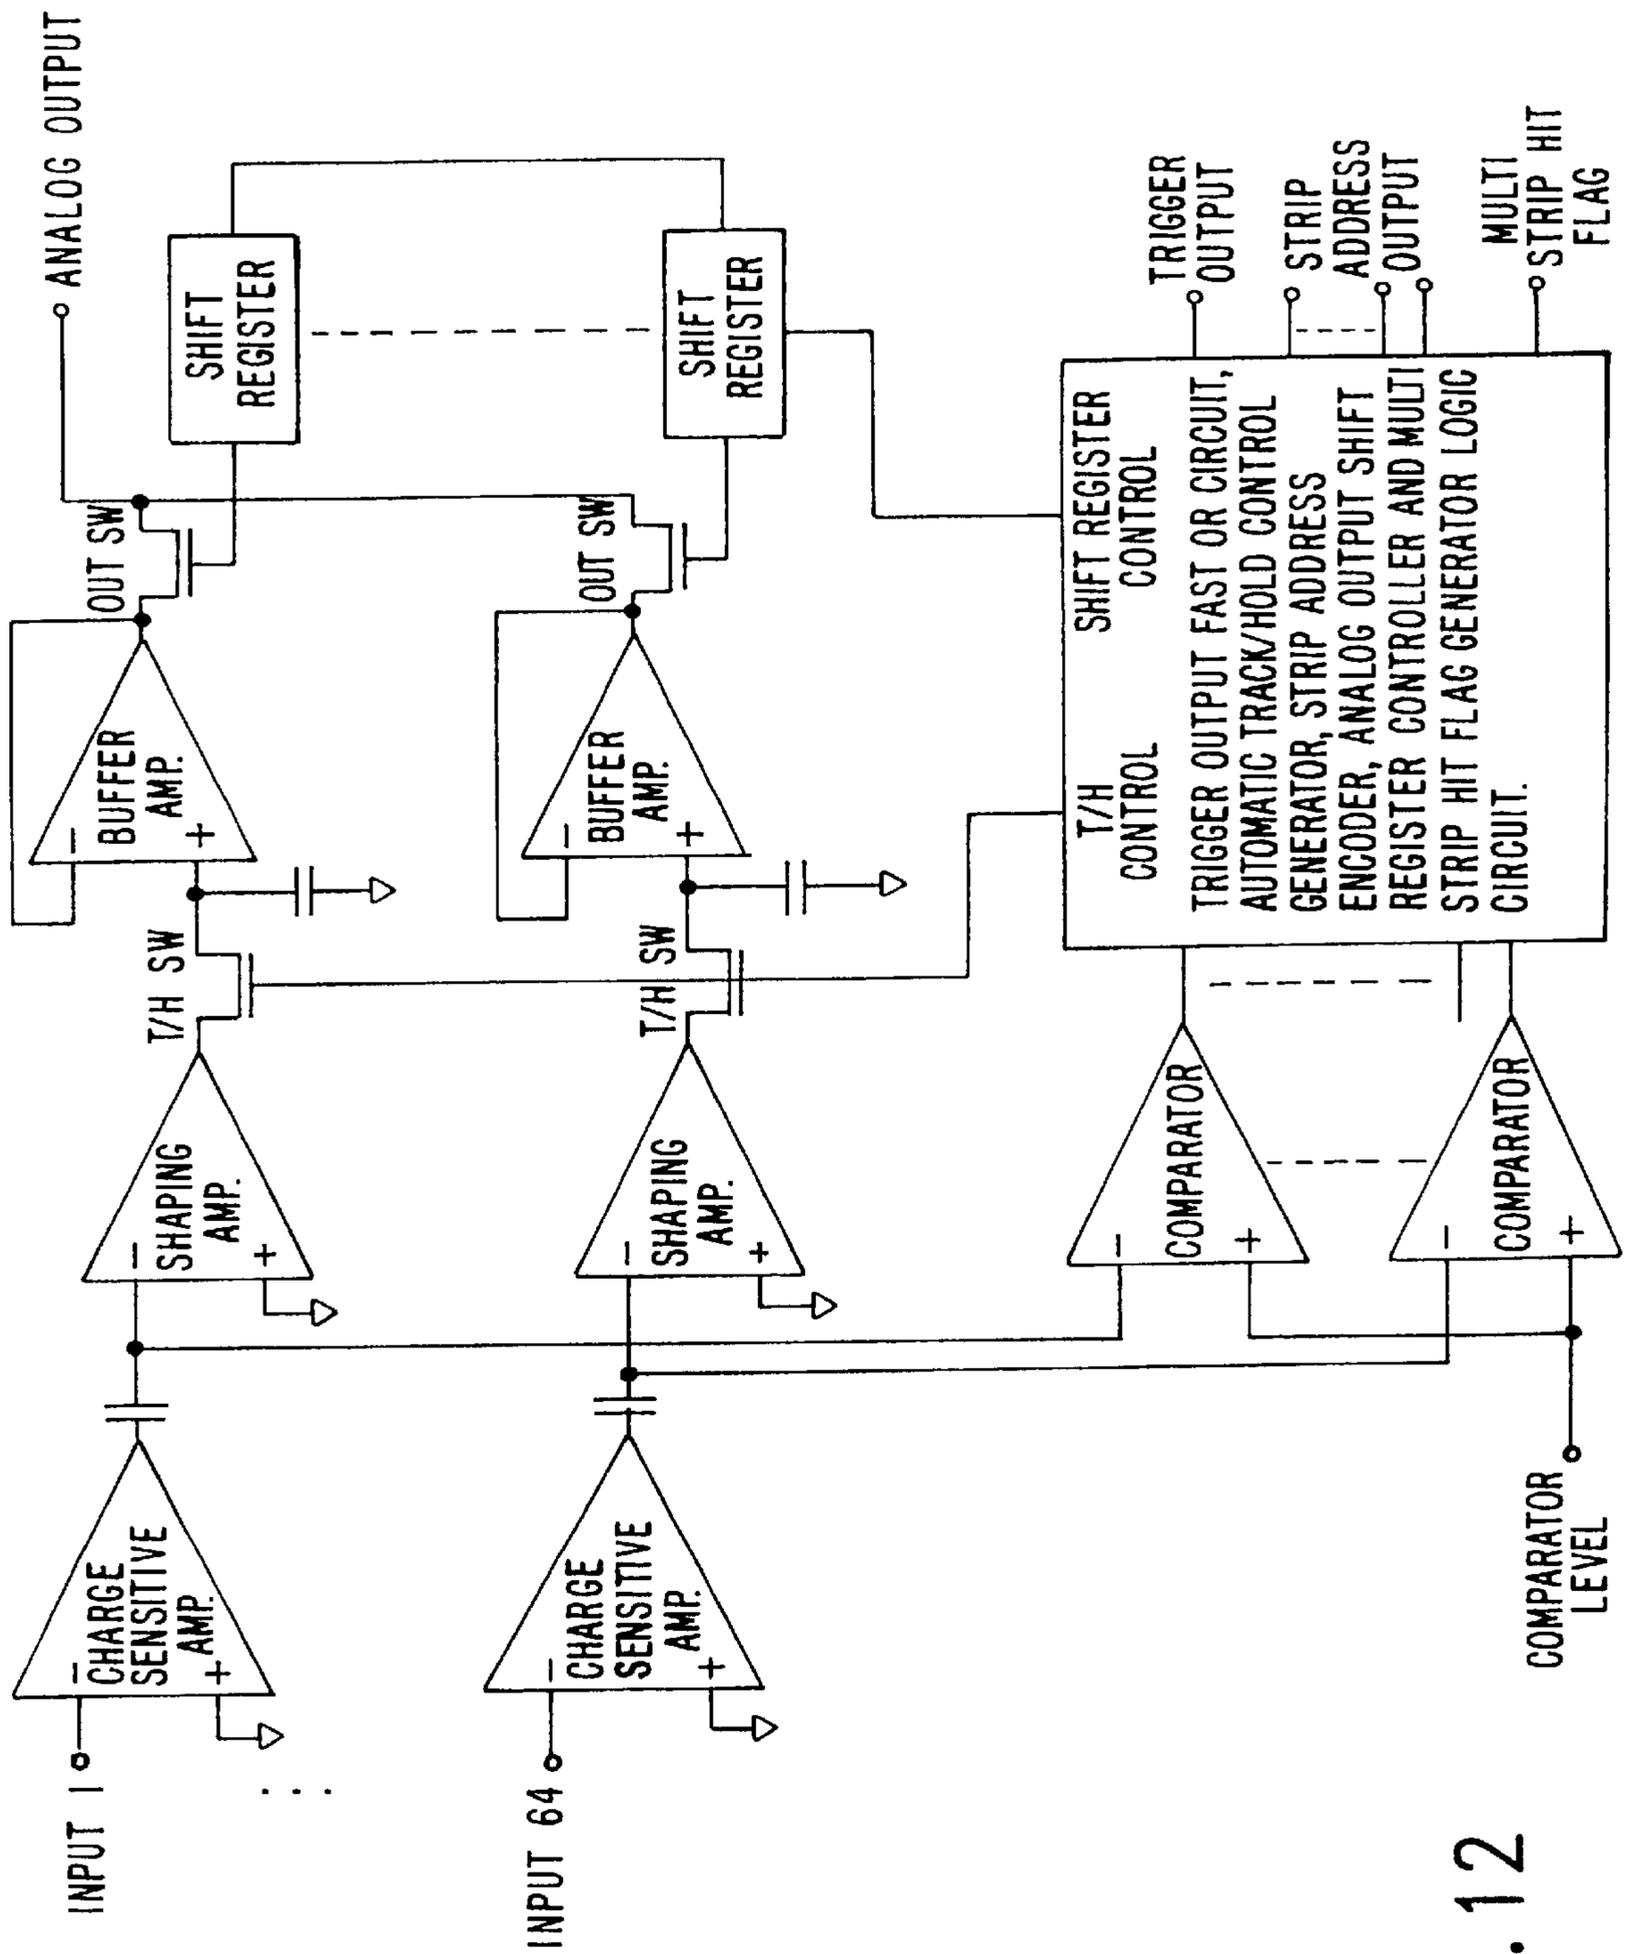 INPUT 1
−
CHARGE
SENSITIVE
AMP.
+
−
SHAPING
AMP.
+
T/H SW
−
BUFFER
AMP.
+
OUT SW
ANALOG OUTPUT
SHIFT
REGISTER
. . .
INPUT 64
−
CHARGE
SENSITIVE
AMP.
+
−
SHAPING
AMP.
+
T/H SW
−
BUFFER
AMP.
+
OUT SW
SHIFT
REGISTER
−
COMPARATOR
+
−
COMPARATOR
+
COMPARATOR
LEVEL
T/H
CONTROL
SHIFT REGISTER
CONTROL
TRIGGER OUTPUT FAST OR CIRCUIT,
AUTOMATIC TRACK/HOLD CONTROL
GENERATOR, STRIP ADDRESS
ENCODER, ANALOG OUTPUT SHIFT
REGISTER CONTROLLER AND MULTI
STRIP HIT FLAG GENERATOR LOGIC
CIRCUIT.
TRIGGER
OUTPUT
STRIP
ADDRESS
OUTPUT
MULTI
STRIP HIT
FLAG
. 12